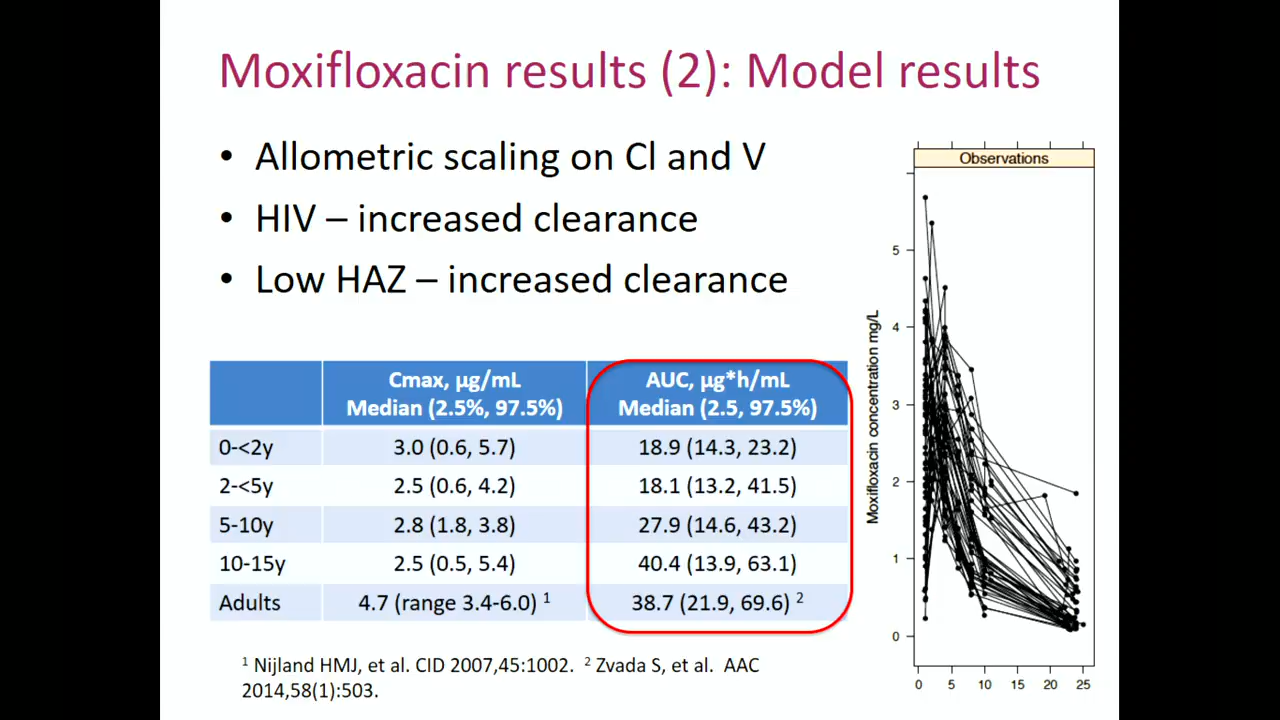 Moxifloxacin results (2): Model results
• Allometric scaling on Cl and V
• HIV – increased clearance
• Low HAZ – increased clearance
Cmax, µg/mL
Median (2.5%, 97.5%)
AUC, µg*h/mL
Median (2.5, 97.5%)
0-<2y 3.0 (0.6, 5.7) 18.9 (14.3, 23.2)
2-<5y 2.5 (0.6, 4.2) 18.1 (13.2, 41.5)
5-10y 2.8 (1.8, 3.8) 27.9 (14.6, 43.2)
10-15y 2.5 (0.5, 5.4) 40.4 (13.9, 63.1)
Adults 4.7 (range 3.4-6.0) 1 38.7 (21.9, 69.6) 2
1 Nijland HMJ, et al. CID 2007,45:1002. 2 Zvada S, et al. AAC
2014,58(1):503.
Observations
Moxifloxacin concentration mg/L
5
4
3
2
1
0
0 5 10 15 20 25